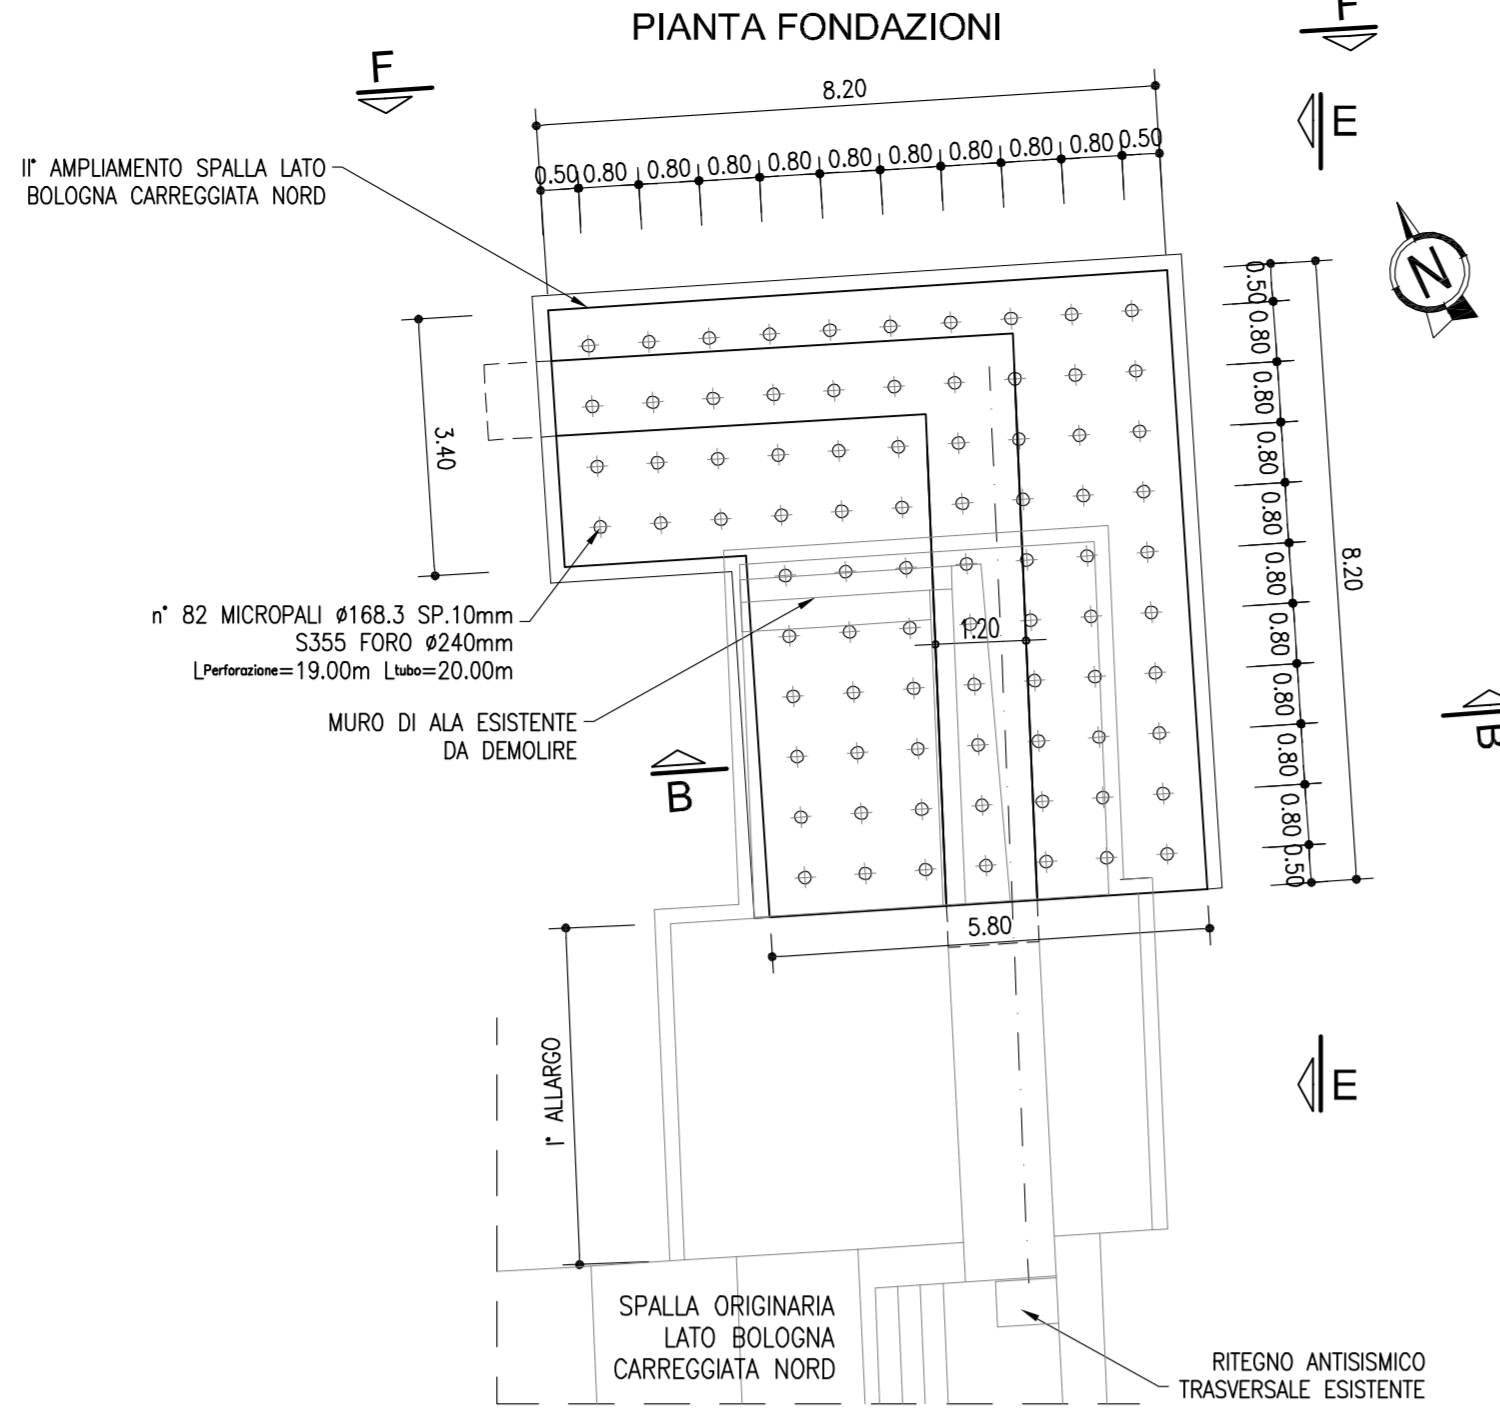 PIANTA FONDAZIONI
F
F
8.20
E
0.50 0.80 0.80 0.80 0.80 0.80 0.80 0.80 0.80 0.80 0.50
II° AMPLIAMENTO SPALLA LATO
BOLOGNA CARREGGIATA NORD
N
0.50 0.80 0.80 0.80 0.80 0.80 0.80 0.80 0.80 0.80 0.50
8.20
3.40
n° 82 MICROPALI ø168.3 SP.10mm
S355 FORO ø240mm
LPerforazione=19.00m Ltubo=20.00m
1.20
MURO DI ALA ESISTENTE
DA DEMOLIRE
B
B
5.80
I° ALLARGO
E
SPALLA ORIGINARIA
LATO BOLOGNA
CARREGGIATA NORD
RITEGNO ANTISISMICO
TRASVERSALE ESISTENTE